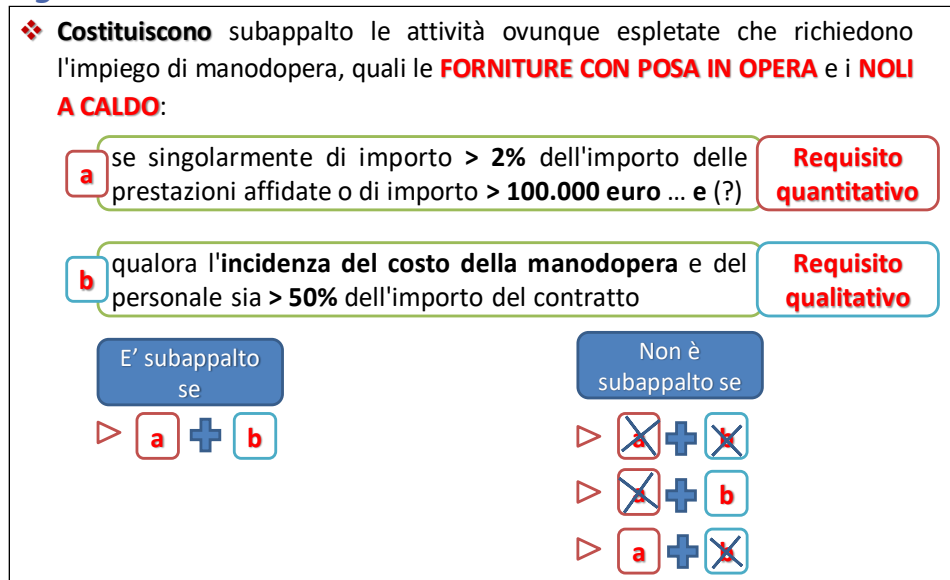 ❖ Costituiscono subappalto le attività ovunque espletate che richiedono
l'impiego di manodopera, quali le FORNITURE CON POSA IN OPERA e i NOLI
A CALDO:
a
se singolarmente di importo > 2% dell'importo delle
prestazioni affidate o di importo > 100.000 euro … e (?)
Requisito
quantitativo
b
qualora l'incidenza del costo della manodopera e del
personale sia > 50% dell'importo del contratto
Requisito
qualitativo
E' subappalto
se
a + b
Non è
subappalto se
a + b
a + b
a + b